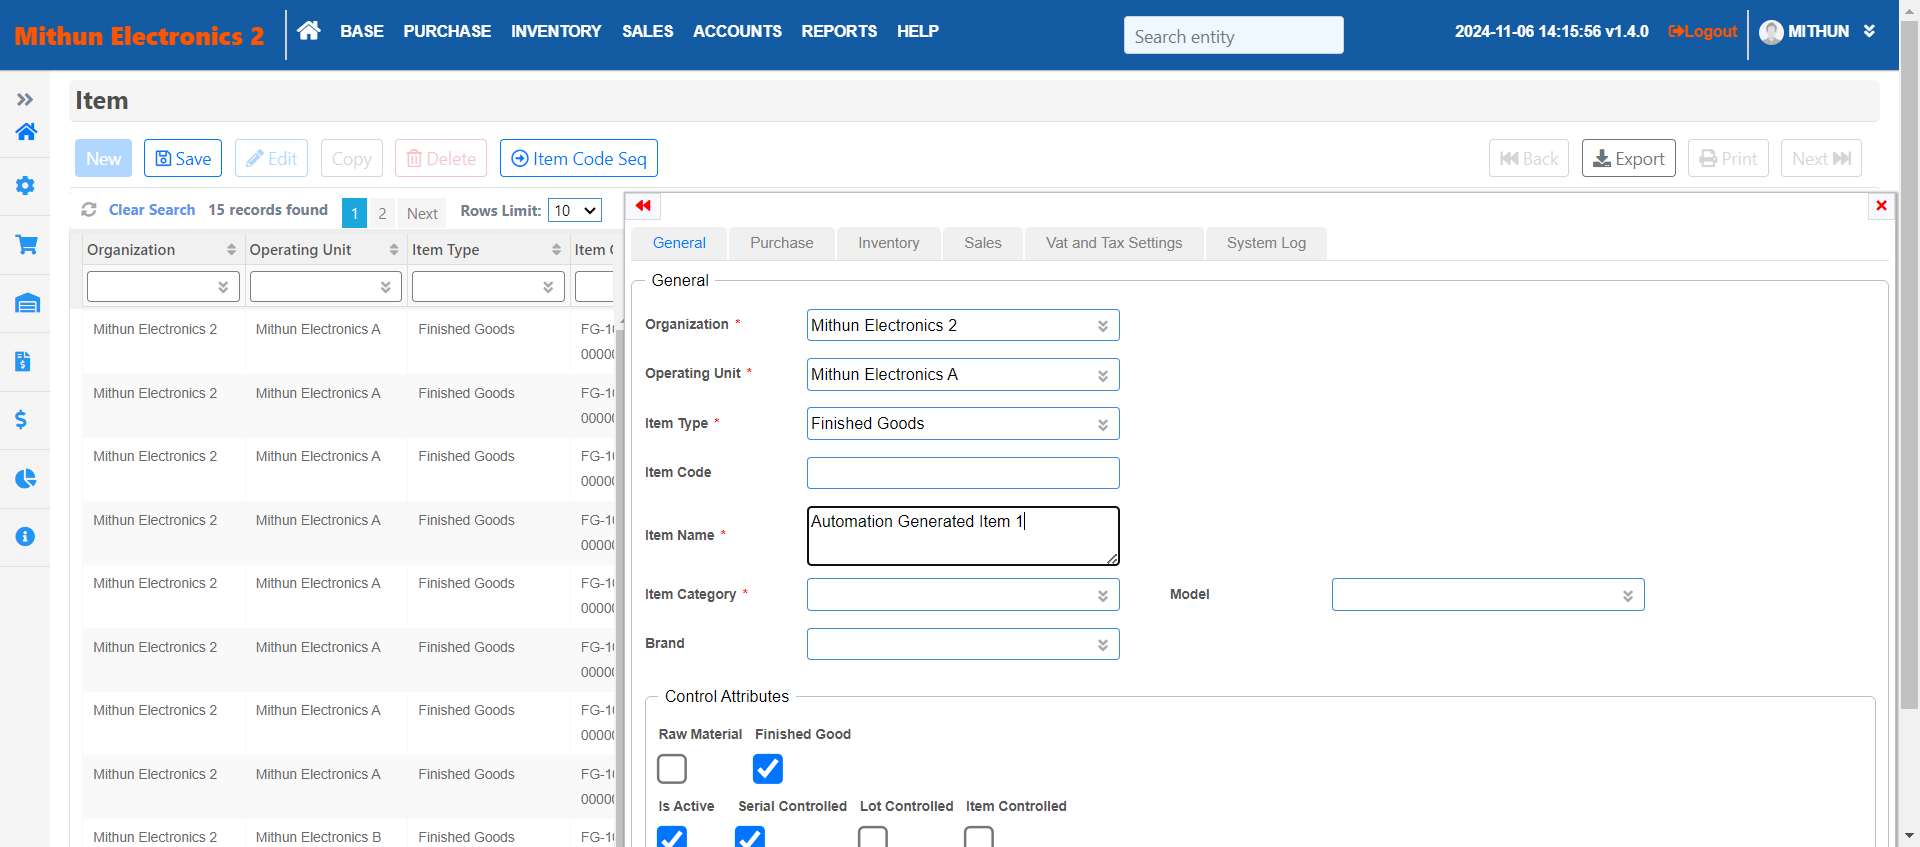 Mithun Electronics 2
BASE PURCHASE INVENTORY SALES ACCOUNTS REPORTS HELP
Search entity
2024-11-06 14:15:56 v1.4.0 Logout MITHUN
Item
New Save Edit Copy Delete Item Code Seq Back Export Print Next
Clear Search 15 records found 1 2 Next Rows Limit: 10
Organization Operating Unit Item Type Item
Mithun Electronics 2 Mithun Electronics A Finished Goods FG-1
0000
Mithun Electronics 2 Mithun Electronics A Finished Goods FG-1
0000
Mithun Electronics 2 Mithun Electronics A Finished Goods FG-1
0000
Mithun Electronics 2 Mithun Electronics A Finished Goods FG-1
0000
Mithun Electronics 2 Mithun Electronics A Finished Goods FG-1
0000
Mithun Electronics 2 Mithun Electronics A Finished Goods FG-1
0000
Mithun Electronics 2 Mithun Electronics A Finished Goods FG-1
0000
Mithun Electronics 2 Mithun Electronics A Finished Goods FG-1
0000
Mithun Electronics 2 Mithun Electronics B Finished Goods FG-1
General Purchase Inventory Sales Vat and Tax Settings System Log
General
Organization * Mithun Electronics 2
Operating Unit * Mithun Electronics A
Item Type * Finished Goods
Item Code
Item Name * Automation Generated Item 1
Item Category * Model
Brand
Control Attributes
Raw Material Finished Good
Is Active Serial Controlled Lot Controlled Item Controlled